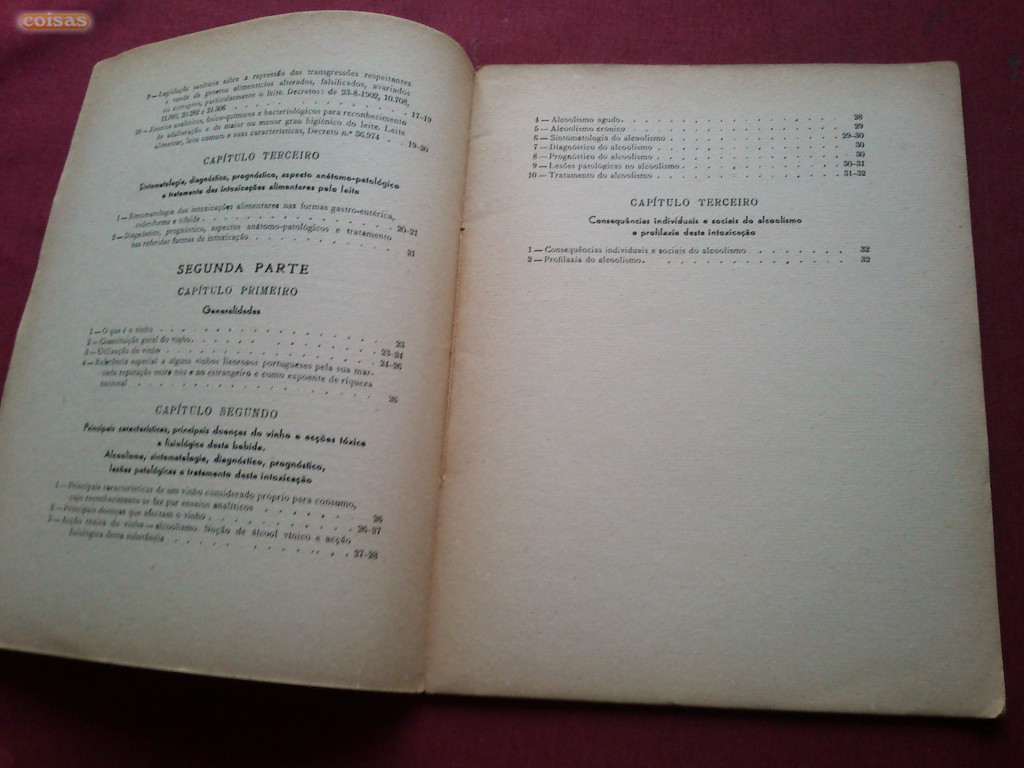 coisas
9 — Legislação sanitária sobre a repressão das transgressões respeitantes
à venda de géneros alimentícios alterados, falsificados, avariados
ou corruptos, particularmente o leite. Decretos: de 23-8-1902, 10.708,
11.693, 20.282 e 21.506 . . . . . . . . . . 17-19
10 — Ensaios analíticos, físico-químicos e bacteriológicos para reconhecimento
de adulteração e do maior ou menor grau higiénico do leite. Leite
alimentar, leite comum e suas características, Decreto n.º 36.974 . . 19-20
CAPÍTULO TERCEIRO
Sintomatologia, diagnóstico, prognóstico, aspecto anátomo-patológico
e tratamento das intoxicações alimentares pelo leite
1 — Sintomatologia das intoxicações alimentares nas formas gastro-entérica,
coleriforme e tifoide . . . . . . . . . . 20-21
2 — Diagnóstico, prognóstico, aspectos anátomo-patológicos e tratamento
nas referidas formas de intoxicação . . . . . . . . 21
SEGUNDA PARTE
CAPÍTULO PRIMEIRO
Generalidades
1 — O que é o vinho . . . . . . . . . . 23
2 — Constituição geral do vinho . . . . . . . . . . 23-24
3 — Utilização do vinho . . . . . . . . . . 24-26
4 — Referência especial a alguns vinhos licorosos portugueses pela sua mar-
cada reputação entre nós e no estrangeiro e como expoente de riqueza
nacional . . . . . . . . . . 26
CAPÍTULO SEGUNDO
Principais características, principais doenças do vinho e acções tóxica
e fisiológica desta bebida.
Alcoolismo, sintomatologia, diagnóstico, prognóstico,
lesões patológicas e tratamento desta intoxicação
1 — Principais características de um vinho considerado próprio para consumo,
cujo reconhecimento se faz por ensaios analíticos . . . . . 26
2 — Principais doenças que afectam o vinho . . . . . . . 26-27
3 — Acção tóxica do vinho — alcoolismo. Noção de álcool vínico e acção
fisiológica desta substância . . . . . . . . 27-28
4 — Alcoolismo agudo . . . . . . . . . . 28
5 — Alcoolismo crónico . . . . . . . . . . 29
6 — Sintomatologia do alcoolismo . . . . . . . . . . 29-30
7 — Diagnóstico do alcoolismo . . . . . . . . . . 30
8 — Prognóstico do alcoolismo . . . . . . . . . . 30
9 — Lesões patológicas no alcoolismo . . . . . . . . . . 30-31
10 — Tratamento do alcoolismo . . . . . . . . . . 31-32
CAPÍTULO TERCEIRO
Consequências individuais e sociais do alcoolismo
e profilaxia desta intoxicação
1 — Consequências individuais e sociais do alcoolismo . . . . . . . 32
2 — Profilaxia do alcoolismo . . . . . . . . . . 32